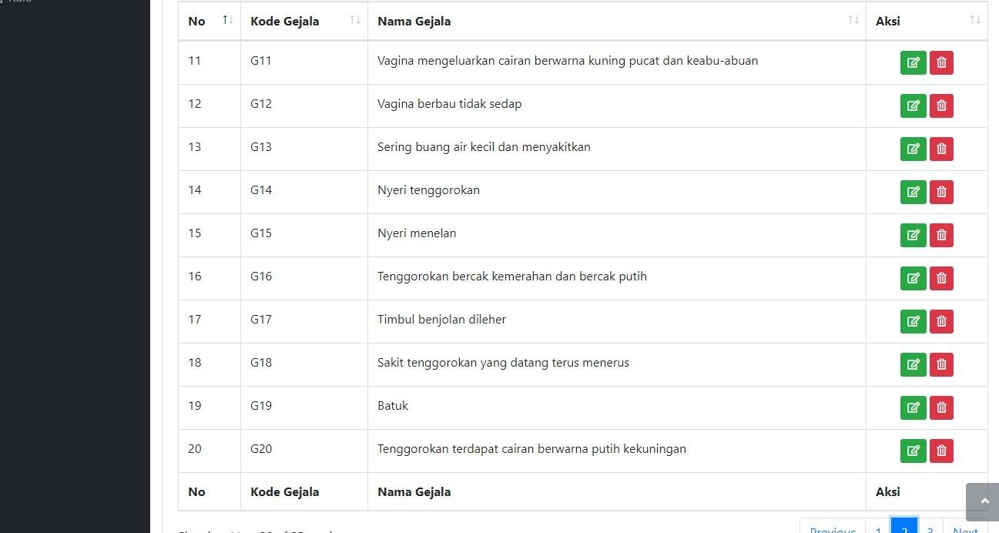 No Kode Gejala Nama Gejala Aksi
11 G11 Vagina mengeluarkan cairan berwarna kuning pucat dan keabu-abuan
12 G12 Vagina berbau tidak sedap
13 G13 Sering buang air kecil dan menyakitkan
14 G14 Nyeri tenggorokan
15 G15 Nyeri menelan
16 G16 Tenggorokan bercak kemerahan dan bercak putih
17 G17 Timbul benjolan dileher
18 G18 Sakit tenggorokan yang datang terus menerus
19 G19 Batuk
20 G20 Tenggorokan terdapat cairan berwarna putih kekuningan
No Kode Gejala Nama Gejala Aksi
Previous 1 2 3 Next